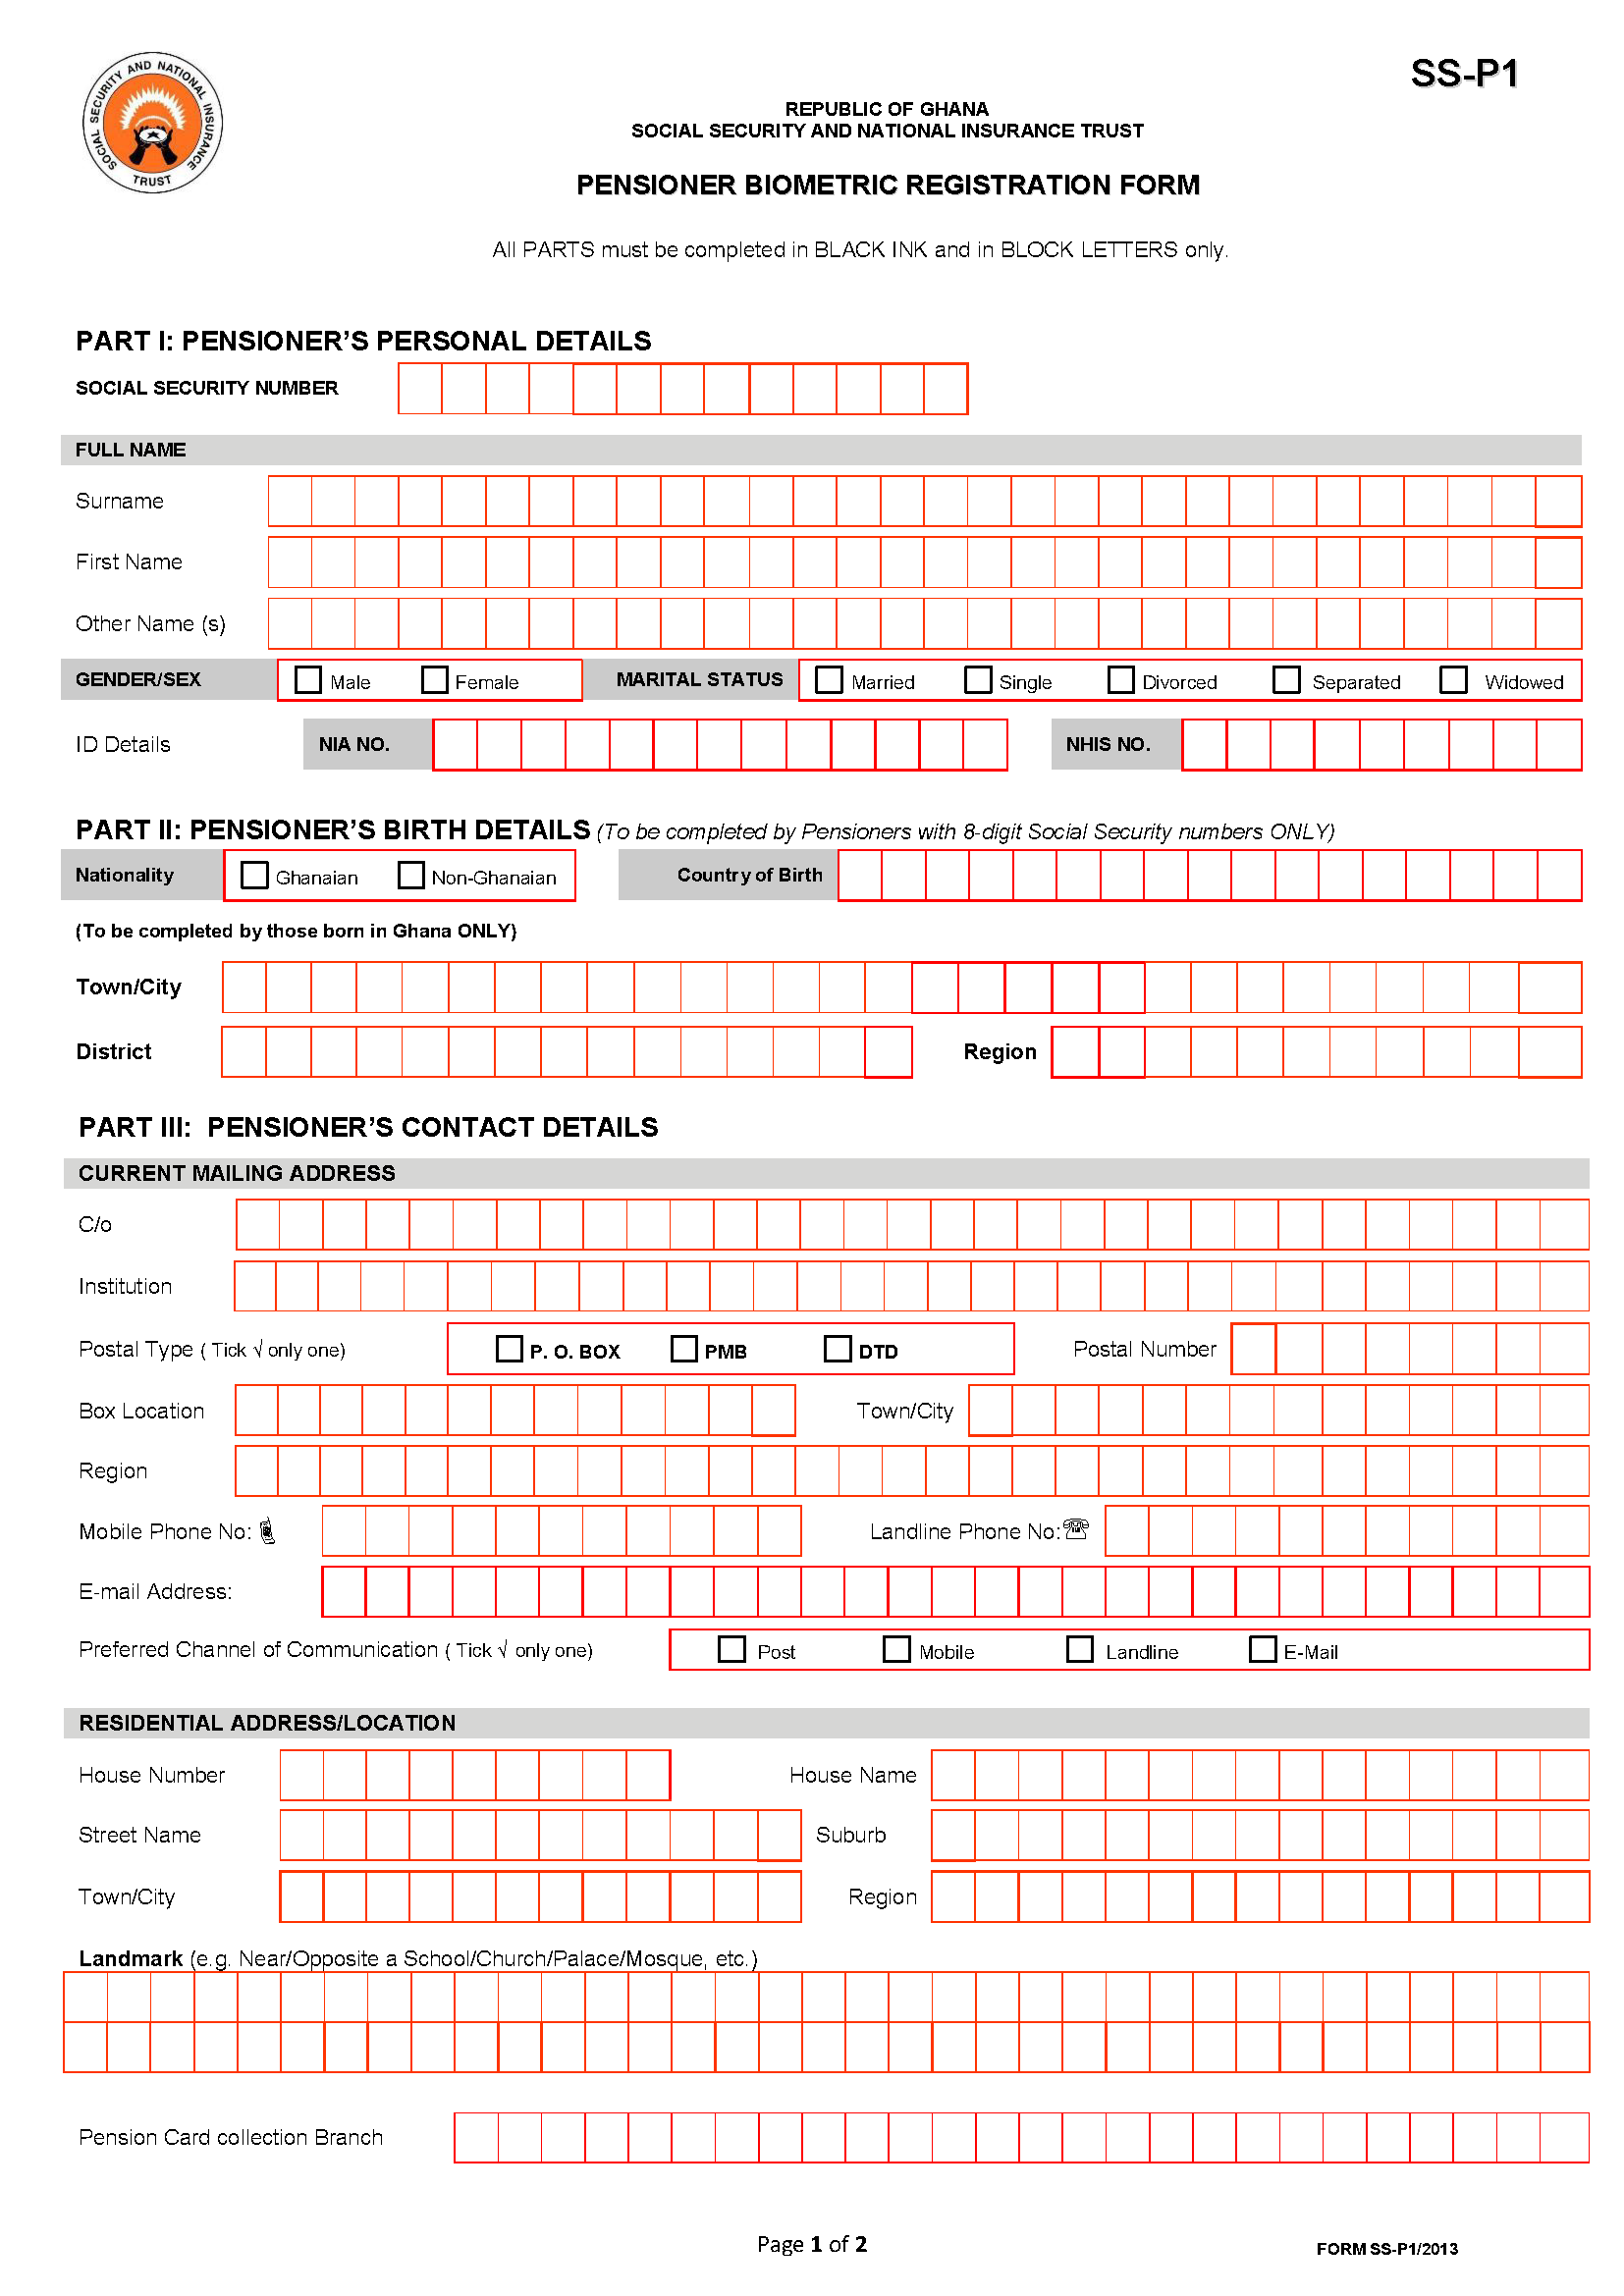 SOCIAL SECURITY AND NATIONAL INSURANCE TRUST
SS-P1
REPUBLIC OF GHANA
SOCIAL SECURITY AND NATIONAL INSURANCE TRUST
PENSIONER BIOMETRIC REGISTRATION FORM
All PARTS must be completed in BLACK INK and in BLOCK LETTERS only.
PART I: PENSIONER'S PERSONAL DETAILS
SOCIAL SECURITY NUMBER
FULL NAME
Surname
First Name
Other Name (s)
GENDER/SEX Male Female MARITAL STATUS Married Single Divorced Separated Widowed
ID Details NIA NO. NHIS NO.
PART II: PENSIONER'S BIRTH DETAILS (To be completed by Pensioners with 8-digit Social Security numbers ONLY)
Nationality Ghanaian Non-Ghanaian Country of Birth
(To be completed by those born in Ghana ONLY)
Town/City
District Region
PART III: PENSIONER'S CONTACT DETAILS
CURRENT MAILING ADDRESS
C/o
Institution
Postal Type ( Tick √ only one) P. O. BOX PMB DTD Postal Number
Box Location Town/City
Region
Mobile Phone No: Landline Phone No:
E-mail Address:
Preferred Channel of Communication ( Tick √ only one) Post Mobile Landline E-Mail
RESIDENTIAL ADDRESS/LOCATION
House Number House Name
Street Name Suburb
Town/City Region
Landmark (e.g. Near/Opposite a School/Church/Palace/Mosque, etc.)
Pension Card collection Branch
Page 1 of 2
FORM SS-P1/2013